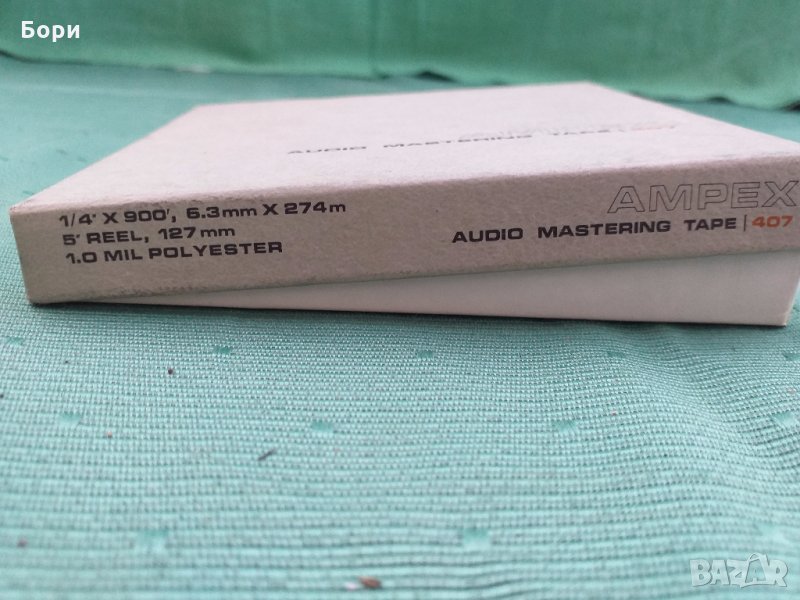 Бори
AUDIO MASTERING TAPE | 407
1/4' X 900', 6.3mm X 274m
5' REEL, 127mm
1.0 MIL POLYESTER
AMPEX
AUDIO MASTERING TAPE | 407
BAZAR